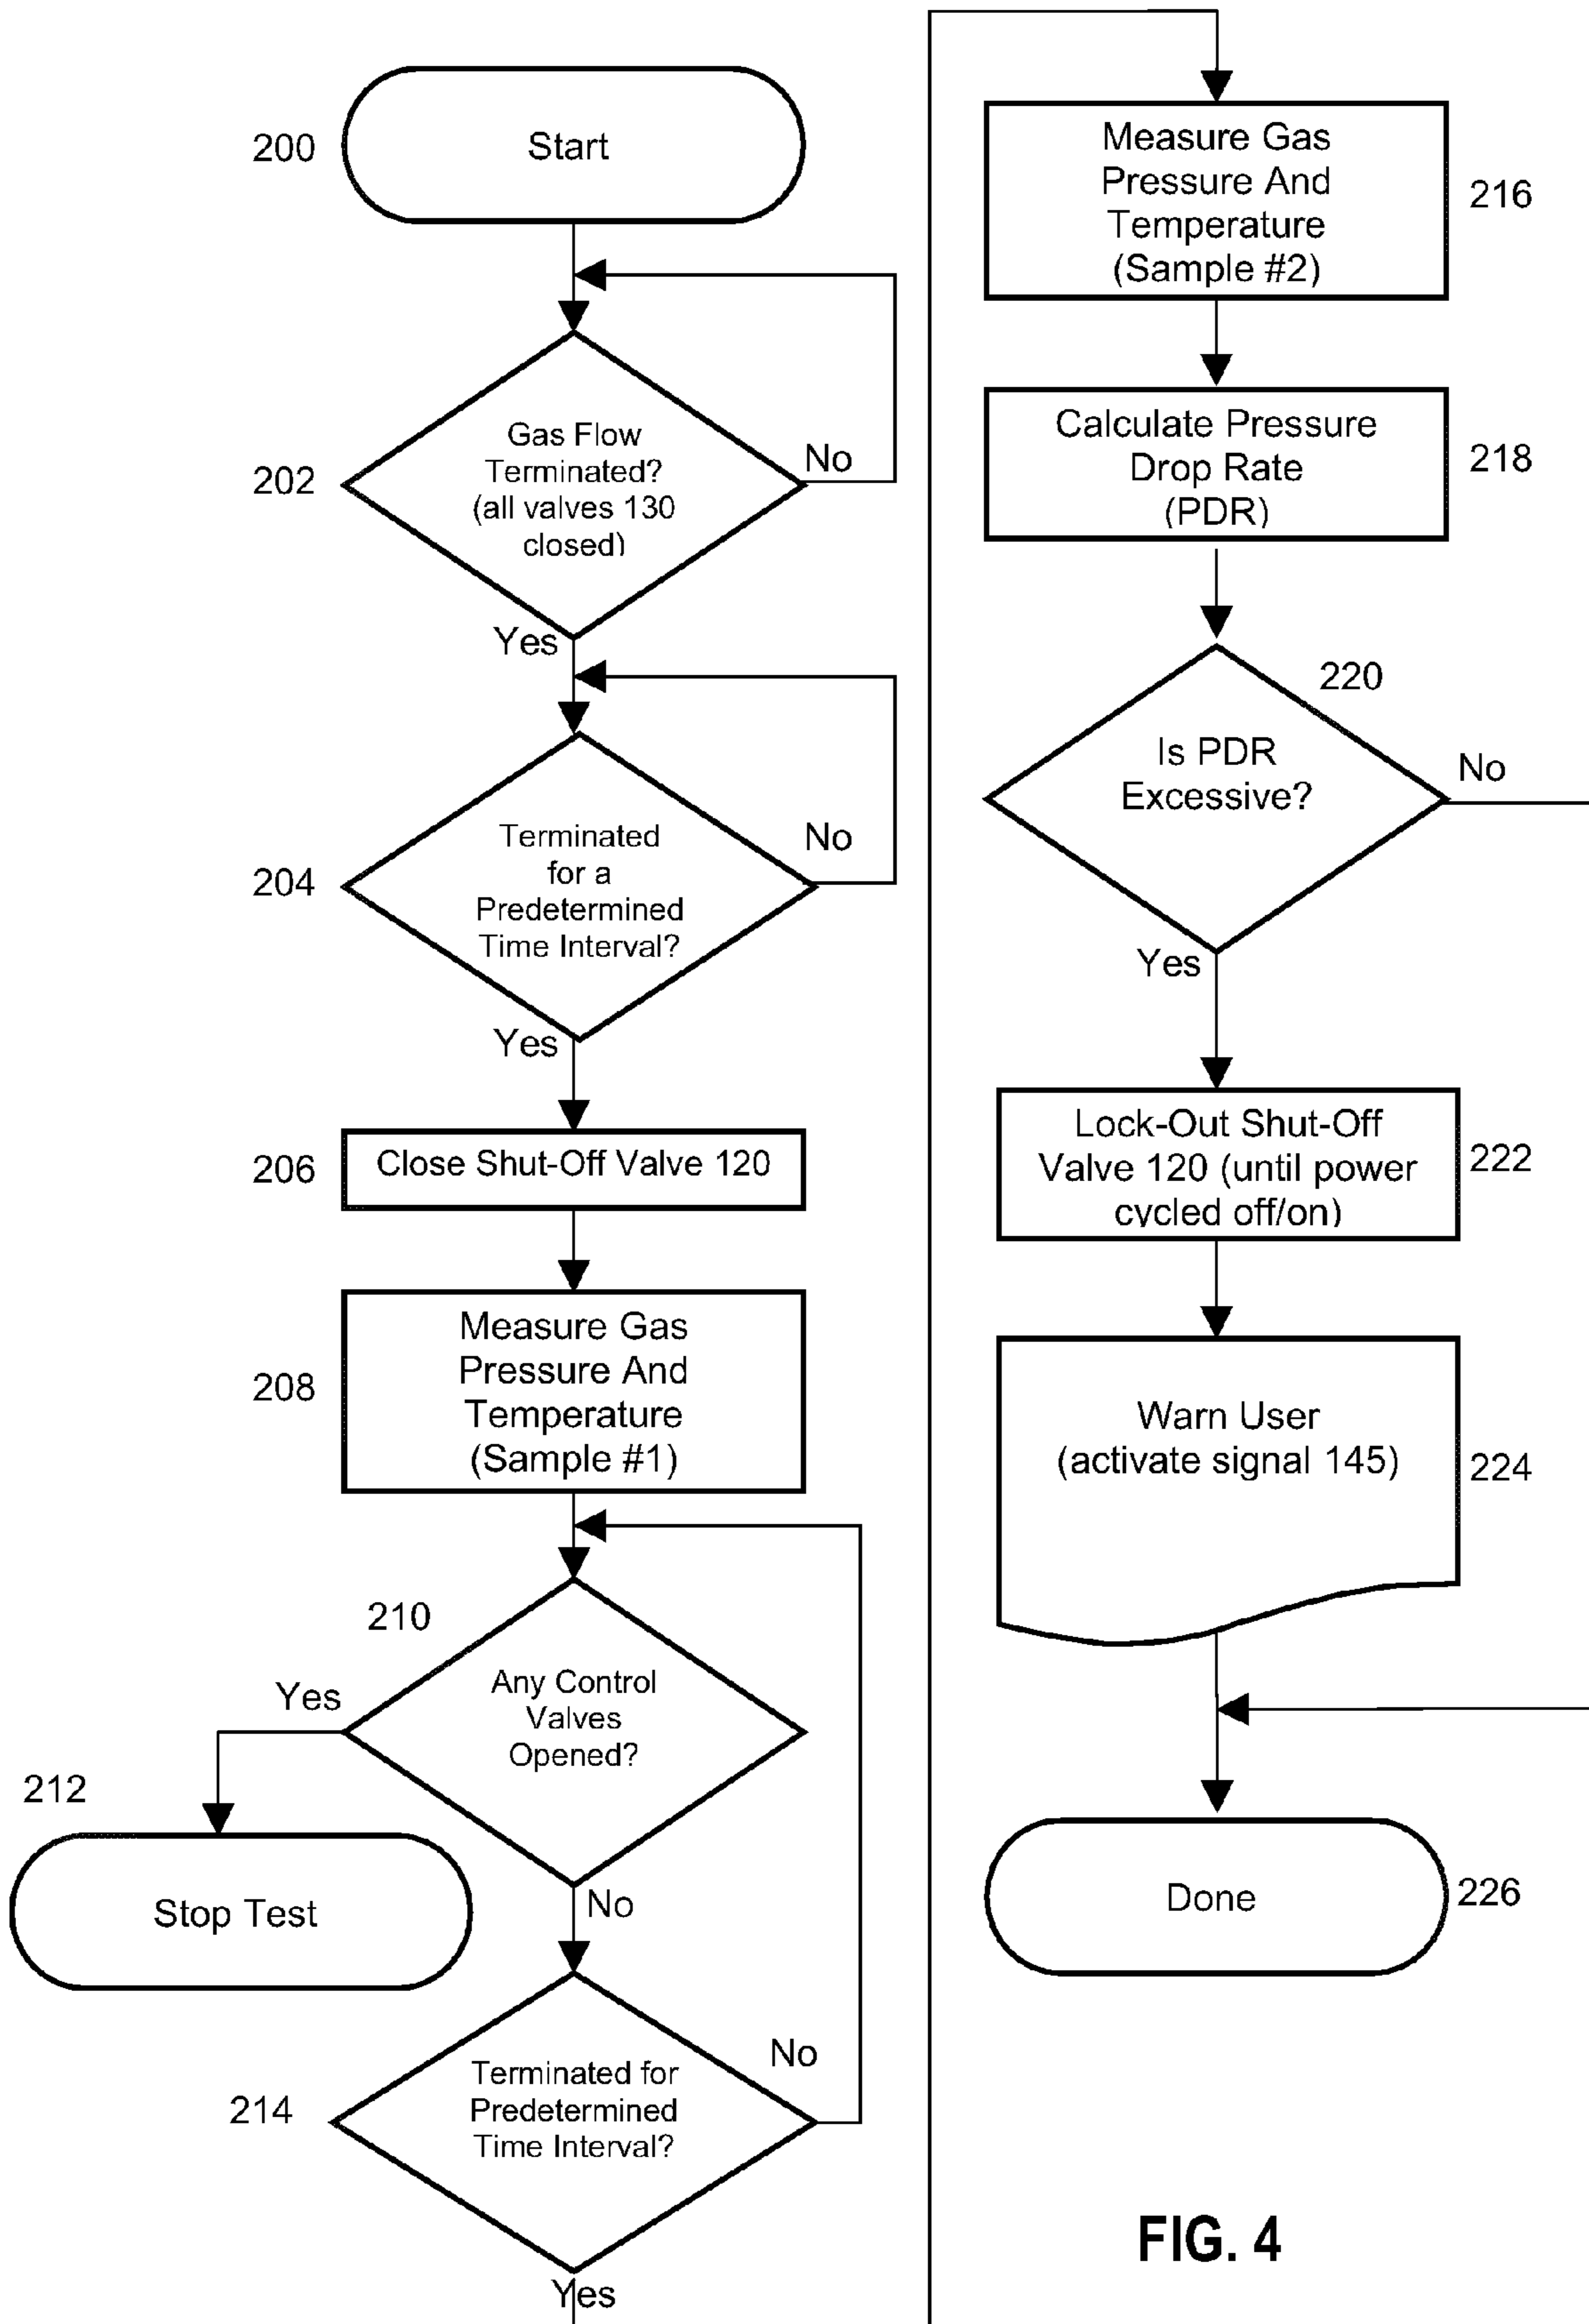 200
Start
202
Gas Flow
Terminated?
(all valves 130
closed)
No
Yes
204
Terminated
for a
Predetermined
Time Interval?
No
Yes
206
Close Shut-Off Valve 120
208
Measure Gas
Pressure And
Temperature
(Sample #1)
210
Any Control
Valves
Opened?
Yes
212
Stop Test
No
214
Terminated for
Predetermined
Time Interval?
No
Yes
Measure Gas
Pressure And
Temperature
(Sample #2)
216
Calculate Pressure
Drop Rate
(PDR)
218
220
Is PDR
Excessive?
No
Yes
Lock-Out Shut-Off
Valve 120 (until power
cycled off/on)
222
Warn User
(activate signal 145)
224
Done
226
FIG. 4